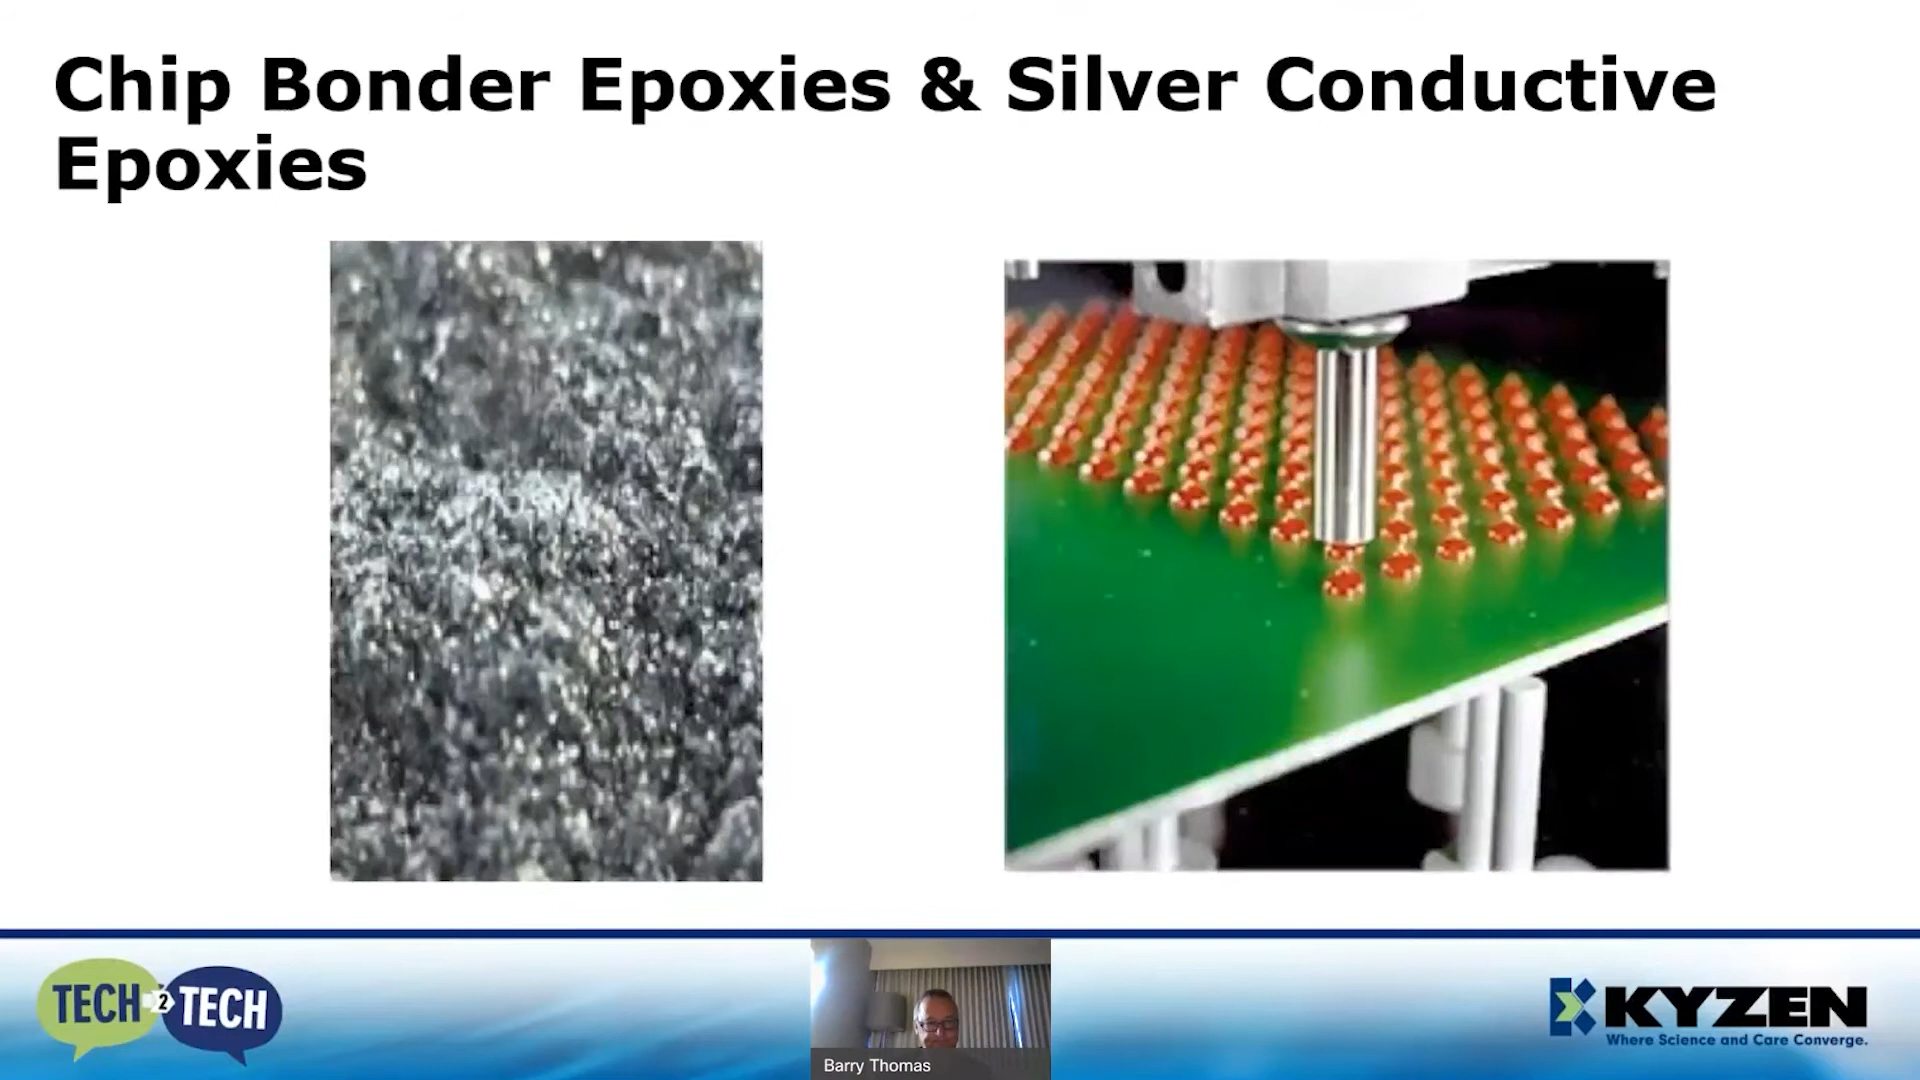 Chip Bonder Epoxies & Silver Conductive
Epoxies
TECH 2 TECH
Barry Thomas
KYZEN
Where Science and Care Converge.